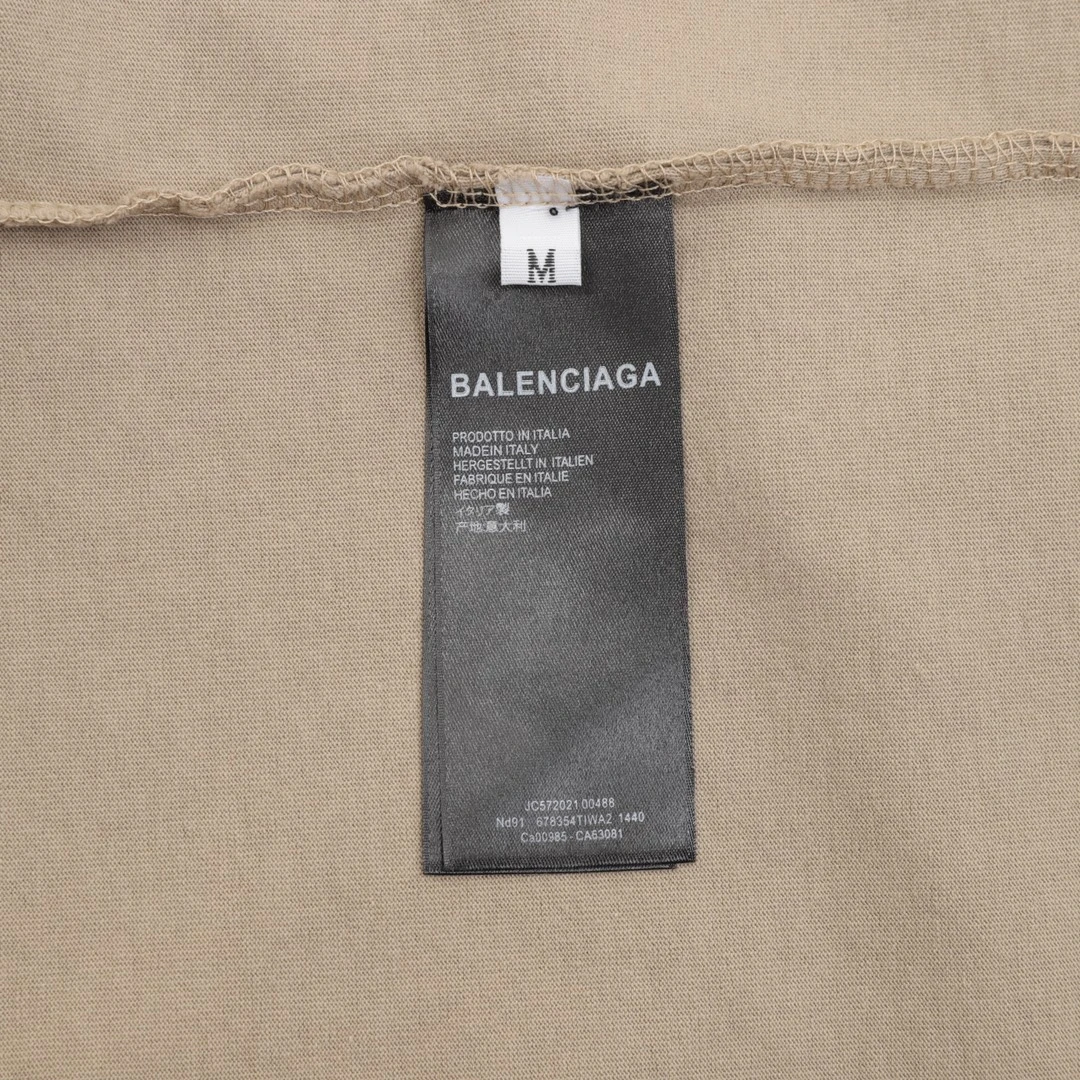 M
BALENCIAGA
PRODOTTO IN ITALIA
MADEIN ITALY
HERGESTELLT IN ITALIEN
FABRIQUE EN ITALIE
HECHO EN ITALIA
イタリア製
产地:意大利
JC572021 00488
Nd91 678354TIWA2 1440
Ca00985 - CA63081